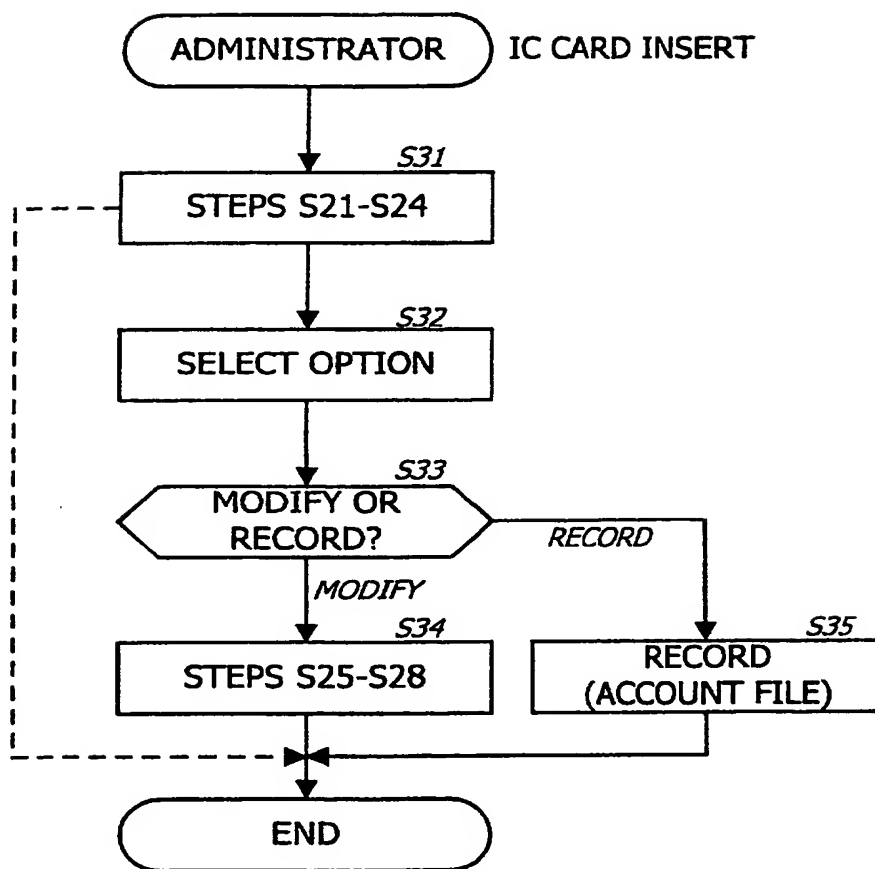 ADMINISTRATOR IC CARD INSERT
S31
STEPS S21-S24
S32
SELECT OPTION
S33
MODIFY OR
RECORD?
RECORD
MODIFY
S34
STEPS S25-S28
S35
RECORD
(ACCOUNT FILE)
END